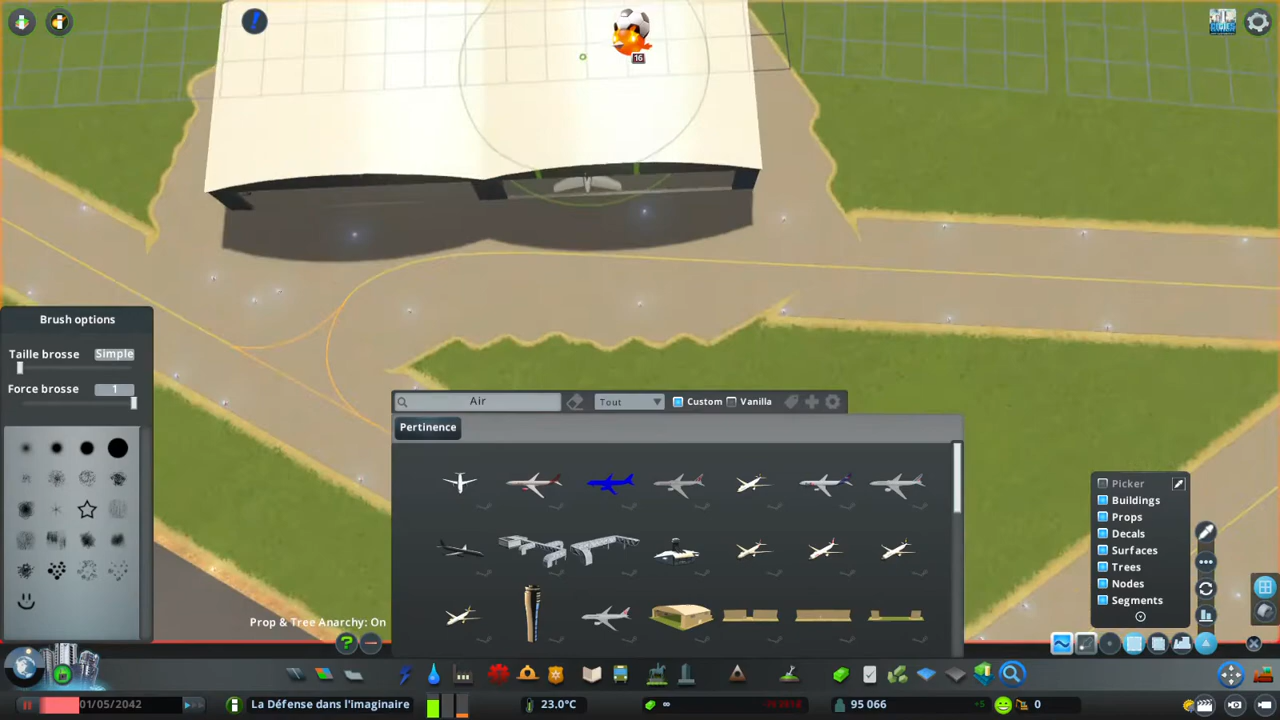 16
Brush options
Taille brosse Simple
Force brosse 1
Air
Tout
Custom
Vanilla
Pertinence
Picker
Buildings
Props
Decals
Surfaces
Trees
Nodes
Segments
Prop & Tree Anarchy: On
01/05/2042
La Défense dans l'imaginaire
23.0°C
∞
95 066
+5
0